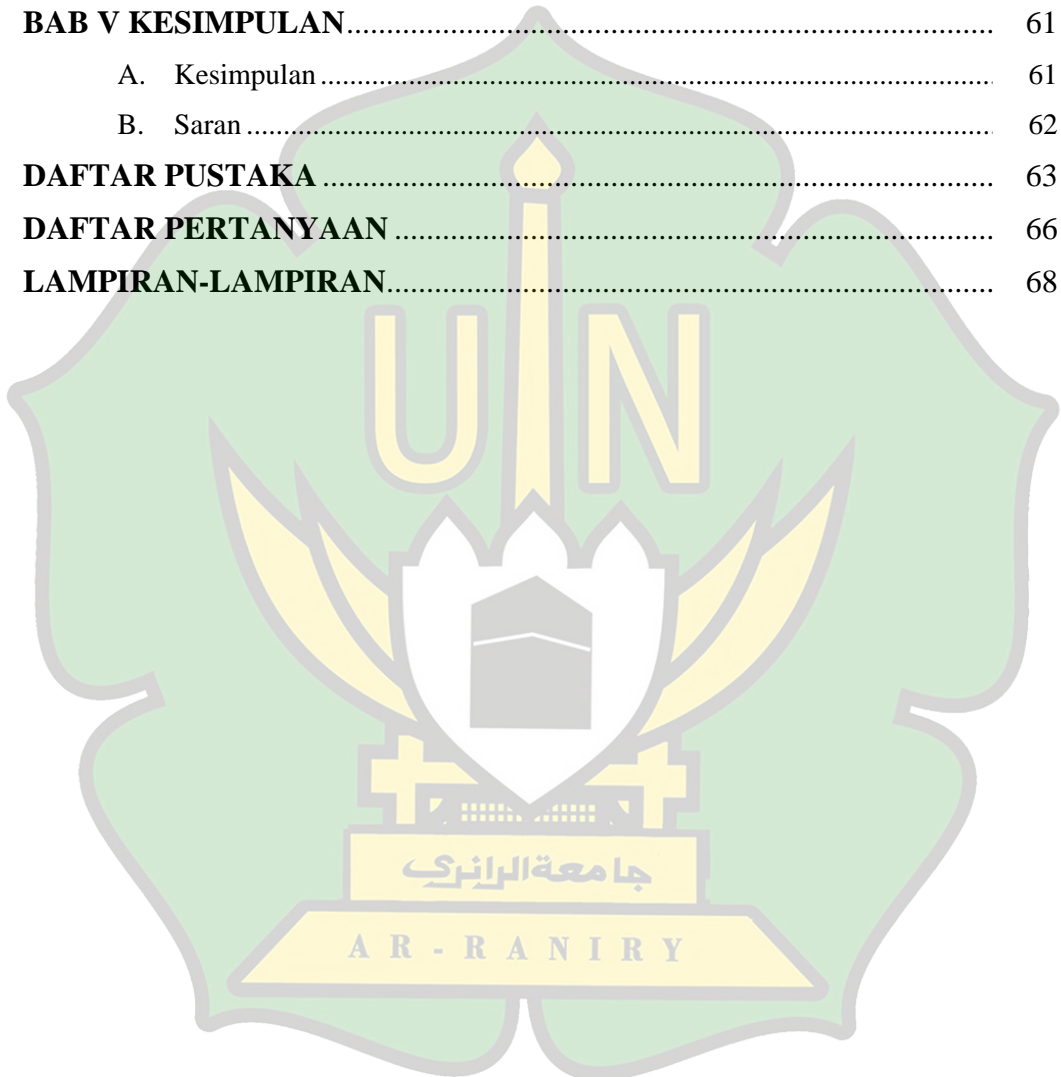 BAB V KESIMPULAN........................................................................................ 61
A. Kesimpulan........................................................................................... 61
B. Saran..................................................................................................... 62
DAFTAR PUSTAKA........................................................................................... 63
DAFTAR PERTANYAAN.................................................................................. 66
LAMPIRAN-LAMPIRAN................................................................................... 68
UIN
جامعةالرانري
AR-RANIRY